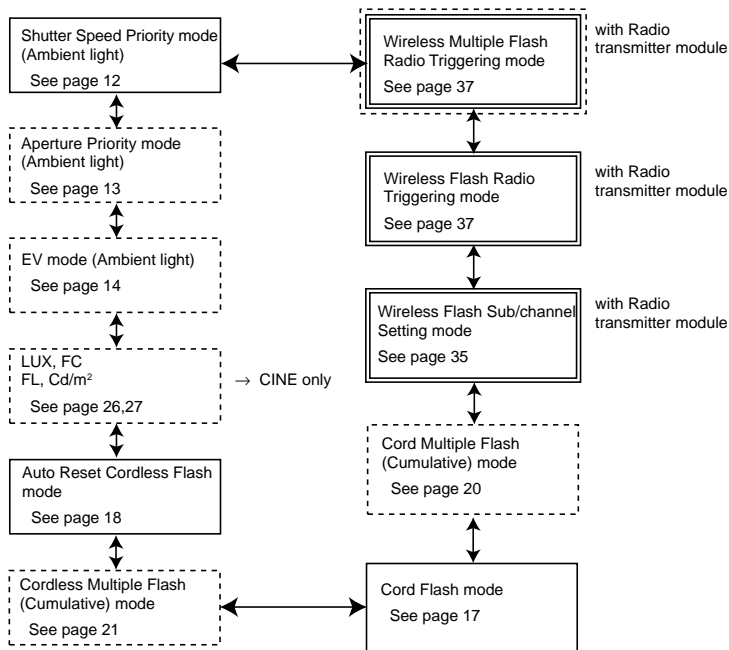 Shutter Speed Priority mode
(Ambient light)
See page 12
Aperture Priority mode
(Ambient light)
See page 13
EV mode (Ambient light)
See page 14
LUX, FC
FL, Cd/m²
See page 26,27
→ CINE only
Auto Reset Cordless Flash
mode
See page 18
Cordless Multiple Flash
(Cumulative) mode
See page 21
Wireless Multiple Flash
Radio Triggering mode
See page 37
with Radio
transmitter module
Wireless Flash Radio
Triggering mode
See page 37
with Radio
transmitter module
Wireless Flash Sub/channel
Setting mode
See page 35
with Radio
transmitter module
Cord Multiple Flash
(Cumulative) mode
See page 20
Cord Flash mode
See page 17